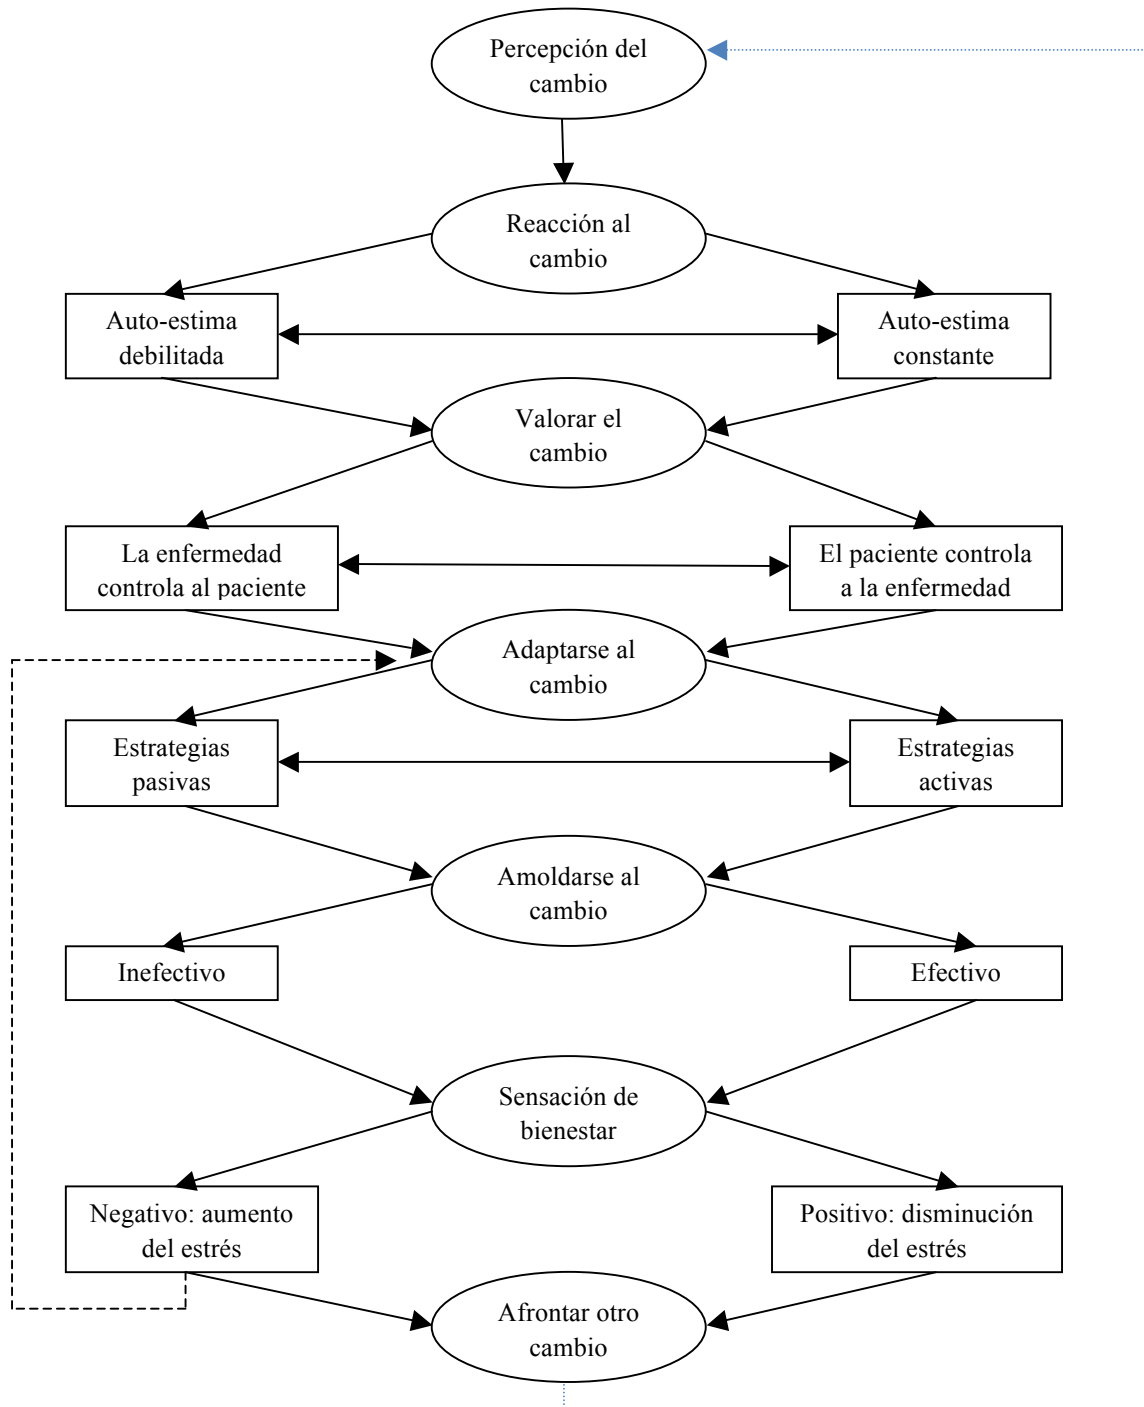 Percepción del
cambio
Reacción al
cambio
Auto-estima
debilitada
Auto-estima
constante
Valorar el
cambio
La enfermedad
controla al paciente
El paciente controla
a la enfermedad
Adaptarse al
cambio
Estrategias
pasivas
Estrategias
activas
Amoldarse al
cambio
Inefectivo
Efectivo
Sensación de
bienestar
Negativo: aumento
del estrés
Positivo: disminución
del estrés
Afrontar otro
cambio